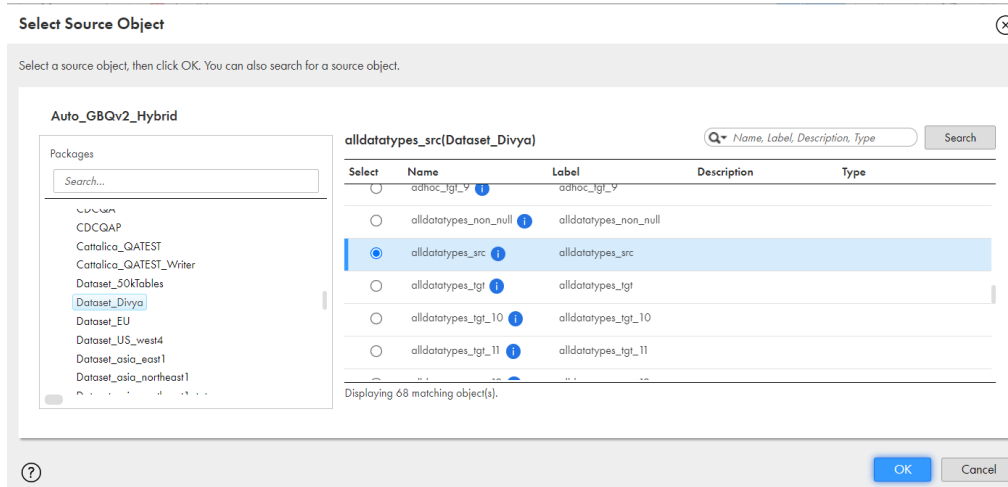 Select Source Object
Select a source object, then click OK. You can also search for a source object.
Auto_GBQv2_Hybrid
Packages
Search...
CDCQA
CDCQAP
Cattalica_QATEST
Cattalica_QATEST_Writer
Dataset_50kTables
Dataset_Divya
Dataset_EU
Dataset_US_west4
Dataset_asia_east1
Dataset_asia_northeast1
alldatatypes_src(Dataset_Divya)
Name, Label, Description, Type
Search
Select Name Label Description Type
adhoc_tgt_9 adhoc_tgt_9
alldatatypes_non_null alldatatypes_non_null
alldatatypes_src alldatatypes_src
alldatatypes_tgt alldatatypes_tgt
alldatatypes_tgt_10 alldatatypes_tgt_10
alldatatypes_tgt_11 alldatatypes_tgt_11
Displaying 68 matching object(s).
OK Cancel